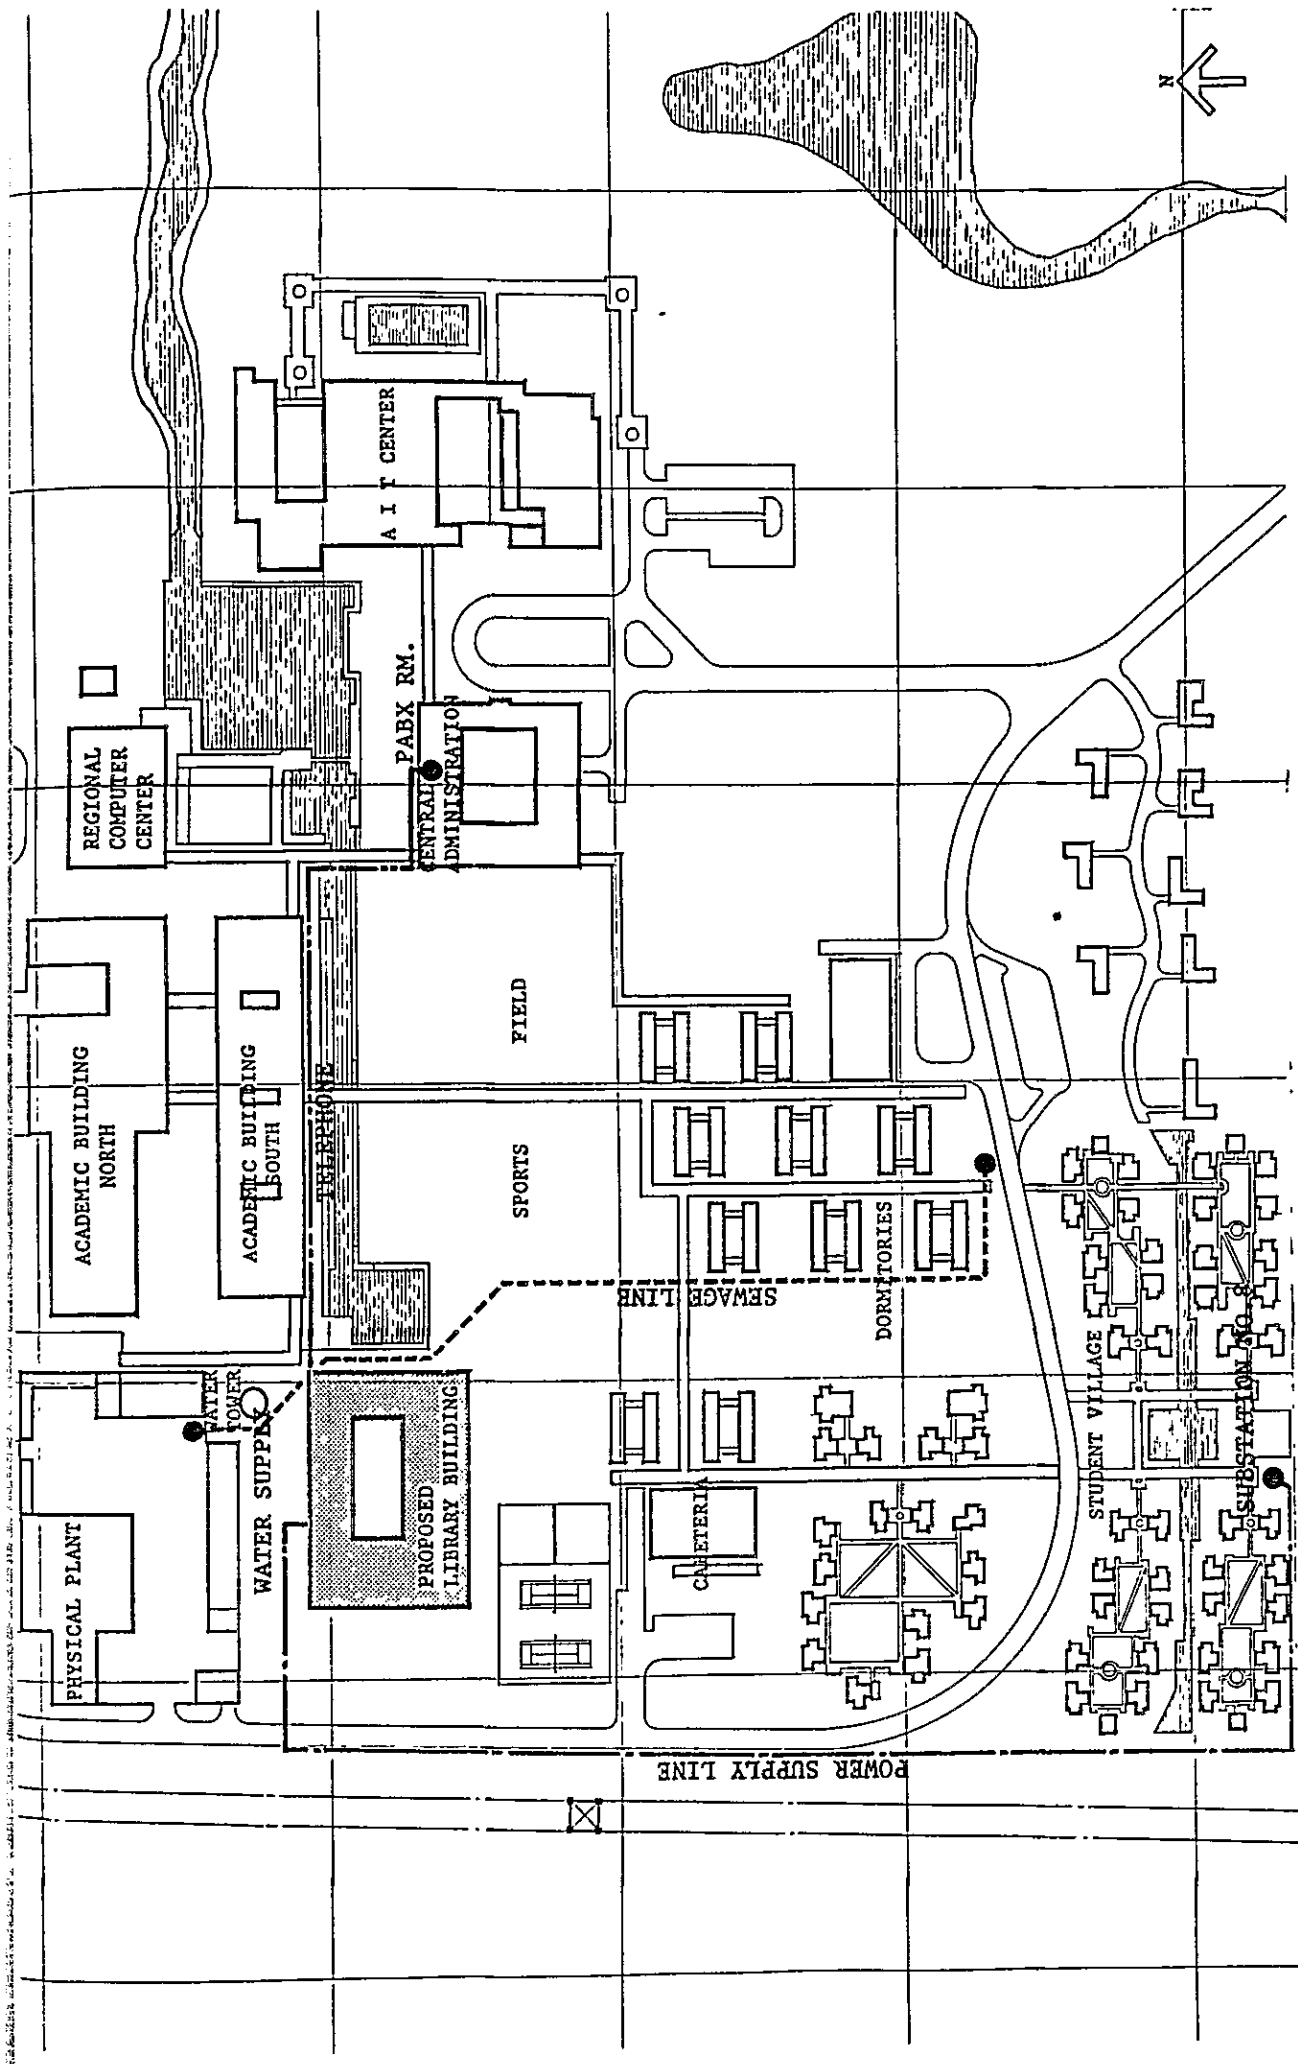 N
A I T CENTER
PABX RM.
CENTRAL
ADMINISTRATION
REGIONAL
COMPUTER
CENTER
FIELD
SPORTS
ACADEMIC BUILDING
NORTH
ACADEMIC BUILDING
SOUTH
TELEPHONE
SEWAGE LINE
DORMITORIES
WATER
TOWER
WATER SUPPLY
PROPOSED
LIBRARY BUILDING
PHYSICAL PLANT
CAFETERIA
STUDENT VILLAGE
SUBSTATION NO.8
POWER SUPPLY LINE